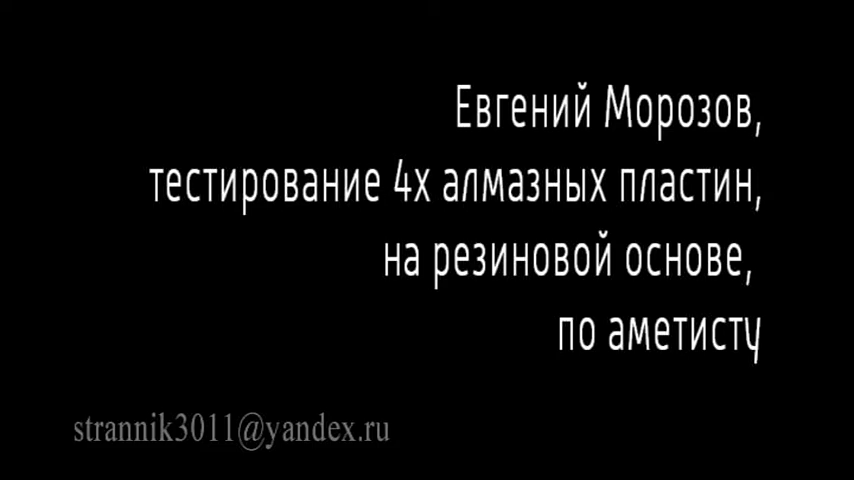 Евгений Морозов,
тестирование 4х алмазных пластин,
на резиновой основе,
по аметисту
strannik3011@yandex.ru